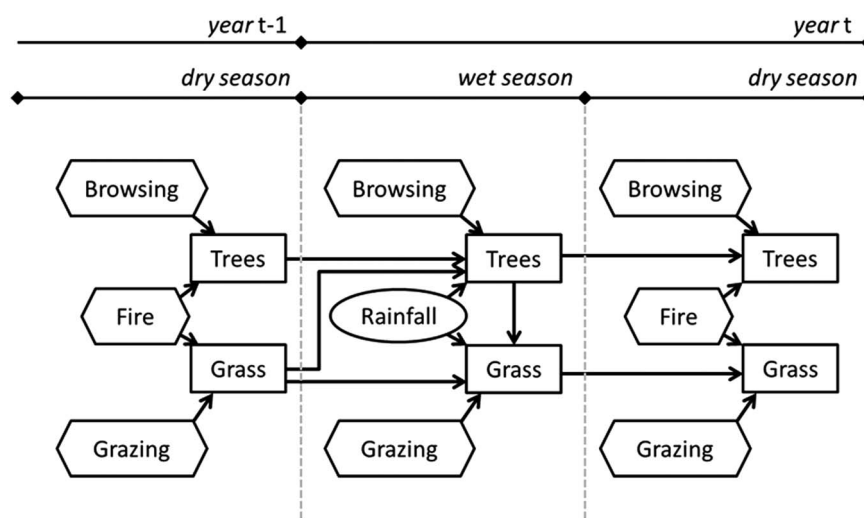 year t-1
year t
dry season
wet season
dry season
Browsing
Browsing
Browsing
Trees
Trees
Trees
Fire
Rainfall
Fire
Grass
Grass
Grass
Grazing
Grazing
Grazing